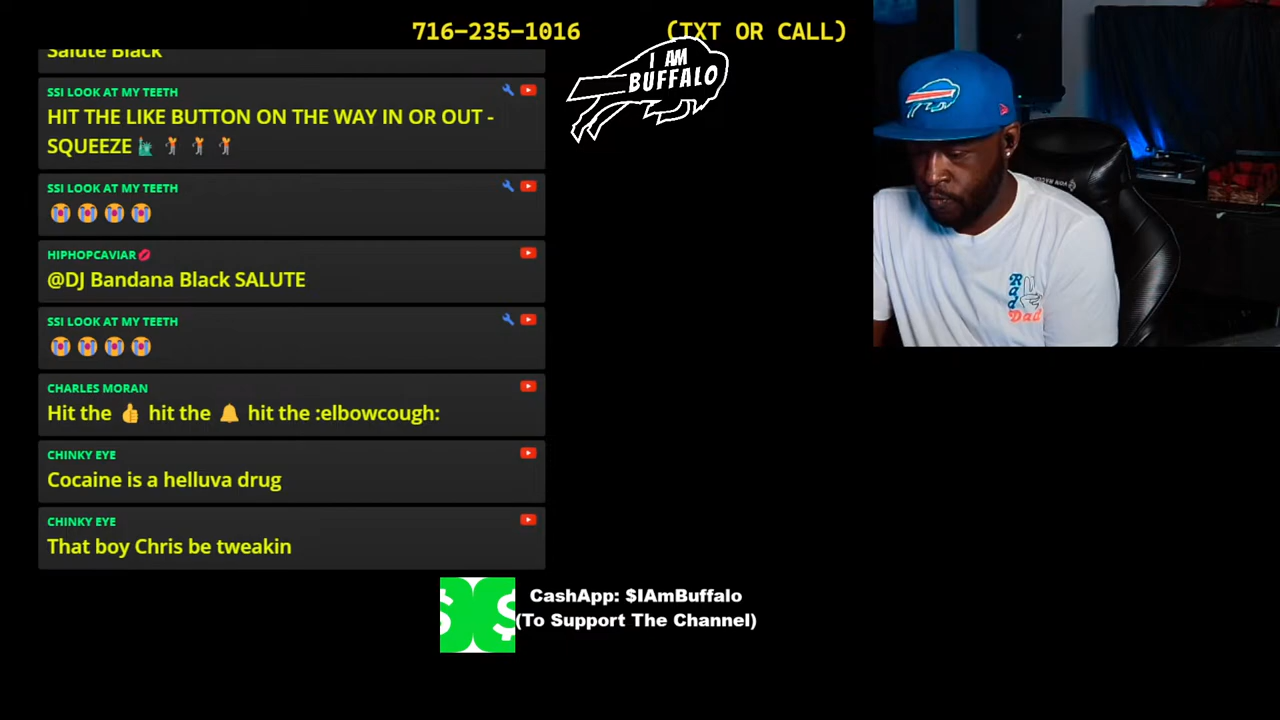 716-235-1016 (TXT OR CALL)
I AM
BUFFALO
Salute Black
SSI LOOK AT MY TEETH
HIT THE LIKE BUTTON ON THE WAY IN OR OUT -
SQUEEZE 🗽 🏌 🏌 🏌
SSI LOOK AT MY TEETH
😭 😭 😭 😭
HIPHOPCAVIAR💋
@DJ Bandana Black SALUTE
SSI LOOK AT MY TEETH
😭 😭 😭 😭
CHARLES MORAN
Hit the 👍 hit the 🔔 hit the :elbowcough:
CHINKY EYE
Cocaine is a helluva drug
CHINKY EYE
That boy Chris be tweakin
Rad
Dad
CashApp: $IAmBuffalo
(To Support The Channel)